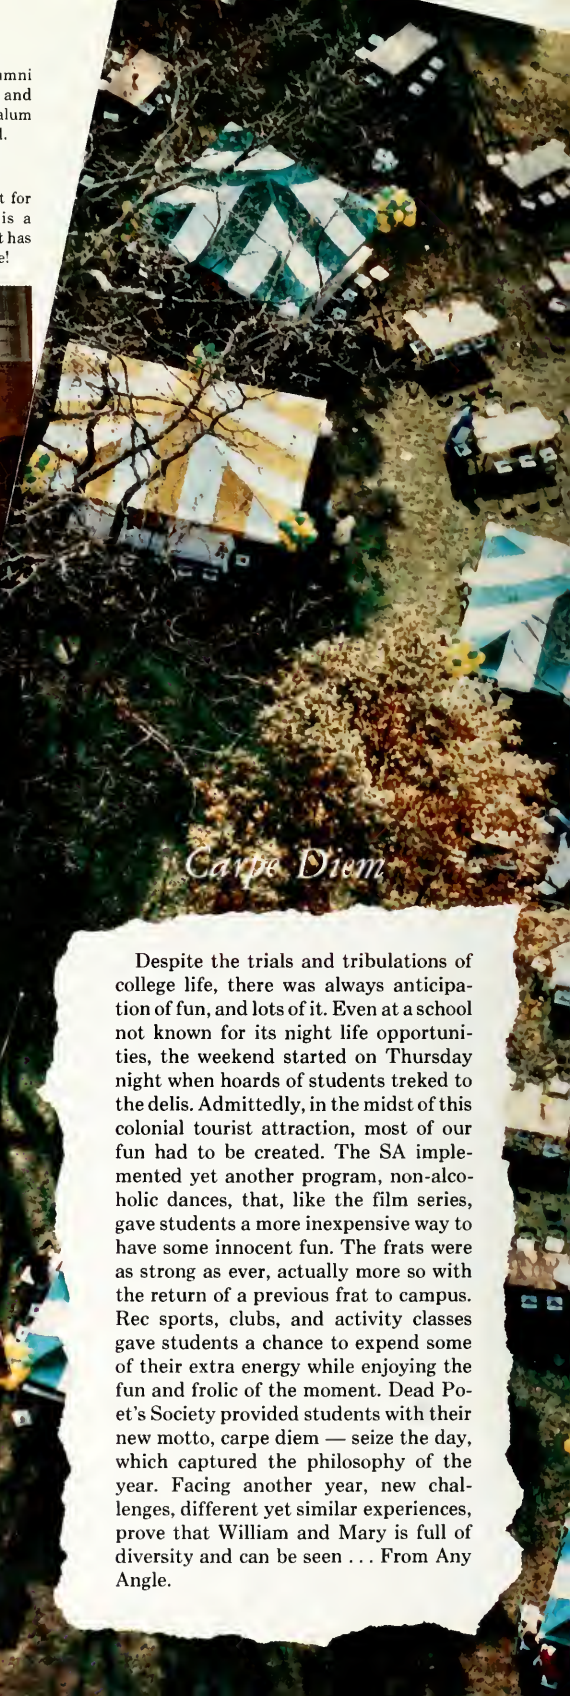 umni
and
alum
l.
t for
is a
t has
e!
Carpe Diem
Despite the trials and tribulations of
college life, there was always anticipa-
tion of fun, and lots of it. Even at a school
not known for its night life opportuni-
ties, the weekend started on Thursday
night when hoards of students treked to
the delis. Admittedly, in the midst of this
colonial tourist attraction, most of our
fun had to be created. The SA imple-
mented yet another program, non-alco-
holic dances, that, like the film series,
gave students a more inexpensive way to
have some innocent fun. The frats were
as strong as ever, actually more so with
the return of a previous frat to campus.
Rec sports, clubs, and activity classes
gave students a chance to expend some
of their extra energy while enjoying the
fun and frolic of the moment. Dead Po-
et's Society provided students with their
new motto, carpe diem — seize the day,
which captured the philosophy of the
year. Facing another year, new chal-
lenges, different yet similar experiences,
prove that William and Mary is full of
diversity and can be seen . . . From Any
Angle.